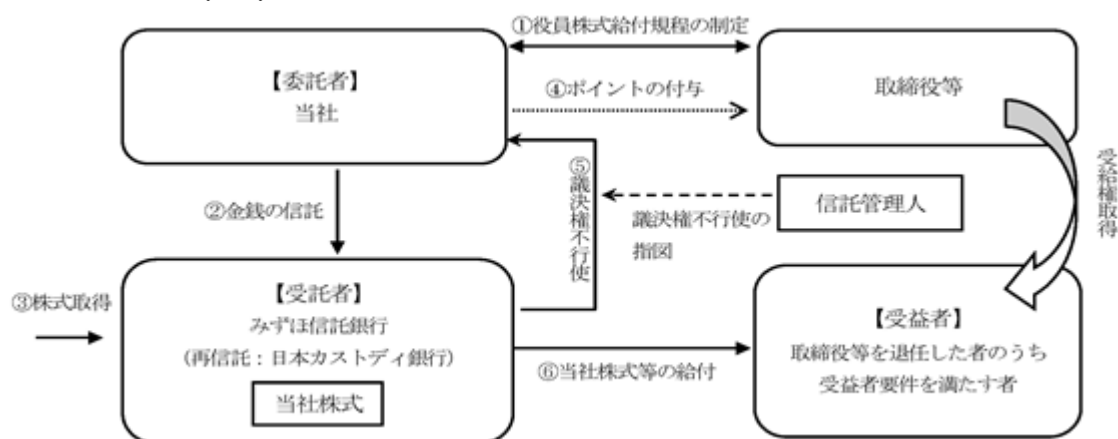 ①役員株式給付規程の制定
【委託者】
当社
④ポイントの付与
取締役等
②金銭の信託
⑤議決権不行使
議決権不行使の
指図
信託管理人
受給権取得
③株式取得
【受託者】
みずほ信託銀行
(再信託:日本カストディ銀行)
当社株式
⑥当社株式等の給付
【受益者】
取締役等を退任した者のうち
受益者要件を満たす者